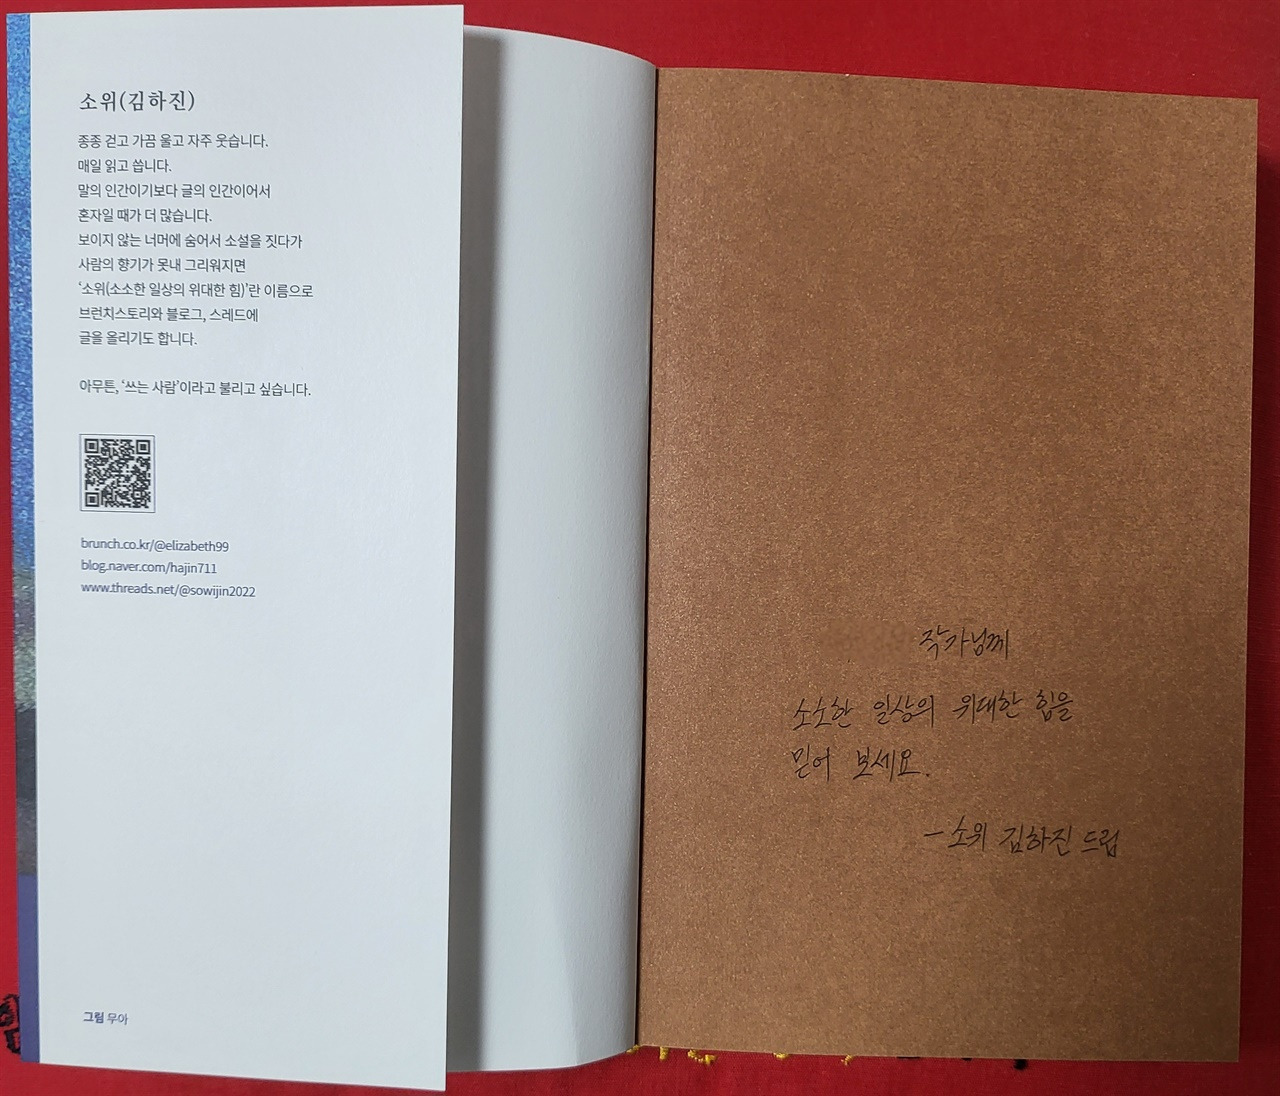 소위(김하진)
종종 걷고 가끔 울고 자주 웃습니다.
매일 읽고 씁니다.
말의 인간이기보다 글의 인간이어서
혼자일 때가 더 많습니다.
보이지 않는 너머에 숨어서 소설을 짓다가
사람의 향기가 못내 그리워지면
‘소위(소소한 일상의 위대한 힘)’란 이름으로
브런치스토리와 블로그, 스레드에
글을 올리기도 합니다.
아무튼, ‘쓰는 사람’이라고 불리고 싶습니다.
brunch.co.kr/@elizabeth99
blog.naver.com/hajin711
www.threads.net/@sowijin2022
그림 무아
작가님께
소소한 일상의 위대한 힘을
믿어 보세요.
- 소위 김하진 드림